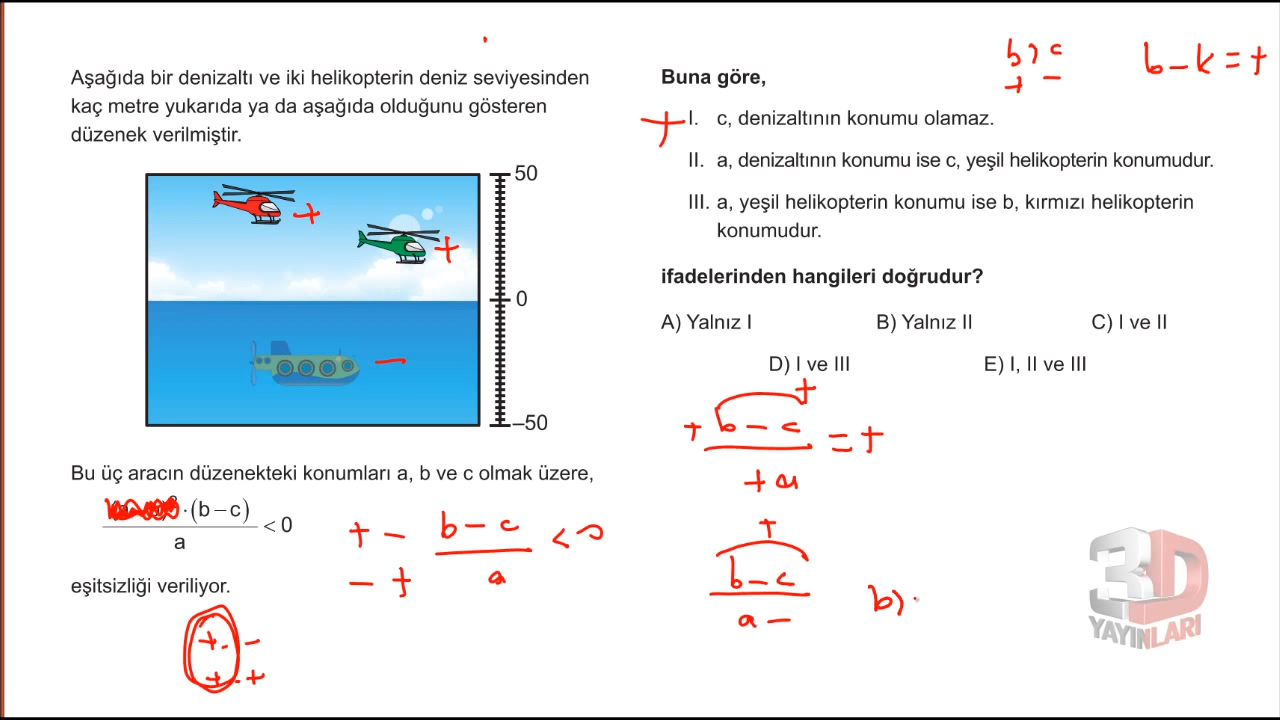 Aşağıda bir denizaltı ve iki helikopterin deniz seviyesinden
kaç metre yukarıda ya da aşağıda olduğunu gösteren
düzenek verilmiştir.
50
0
–50
+
+
–
Bu üç aracın düzenekteki konumları a, b ve c olmak üzere,
·(b – c)
a
< 0
eşitsizliği veriliyor.
+ – b – c < 0
– + a
+ · –
+ · +
b > c
+ –
b – k = +
Buna göre,
+ I. c, denizaltının konumu olamaz.
II. a, denizaltının konumu ise c, yeşil helikopterin konumudur.
III. a, yeşil helikopterin konumu ise b, kırmızı helikopterin
konumudur.
ifadelerinden hangileri doğrudur?
A) Yalnız I B) Yalnız II C) I ve II
D) I ve III E) I, II ve III
+
+ b – c = +
+ a
+
b – c
a –
b >
3D
YAYINLARI